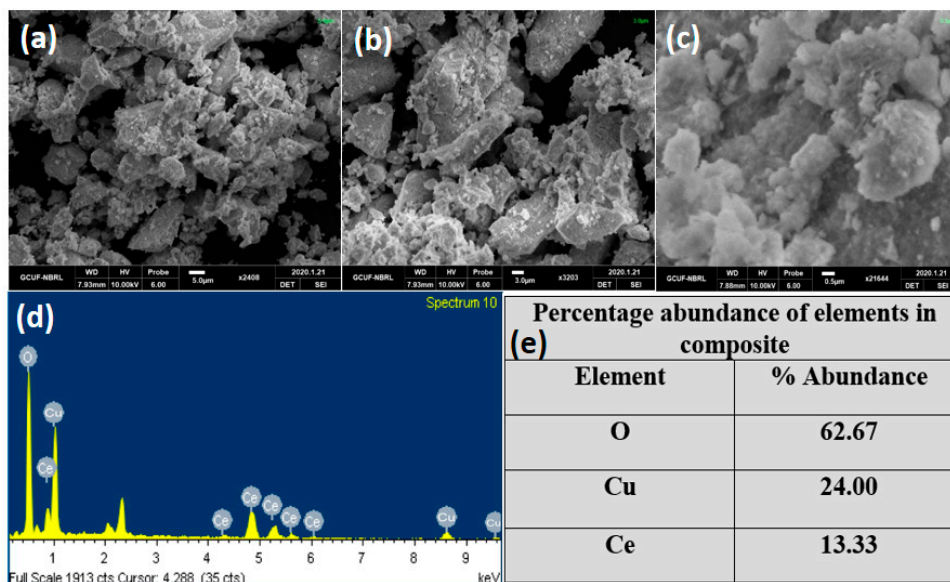 (a)
GCUF-NBRL WD HV Probe x2408 2020.1.21
7.93mm 10.00kV 6.00 5.0μm DET SEI
(b)
GCUF-NBRL WD HV Probe x3203 2020.1.21
7.93mm 10.00kV 6.00 3.0μm DET SEI
(c)
GCUF-NBRL WD HV Probe x21644 2020.1.21
7.88mm 10.00kV 6.00 0.5μm DET SEI
(d)
Spectrum 10
O
Cu
Ce
Ce Ce Ce Ce Ce Cu Cu
1 2 3 4 5 6 7 8 9
Full Scale 1913 cts Cursor: 4.288 (35 cts) keV
(e)
Percentage abundance of elements in
composite
Element % Abundance
O 62.67
Cu 24.00
Ce 13.33